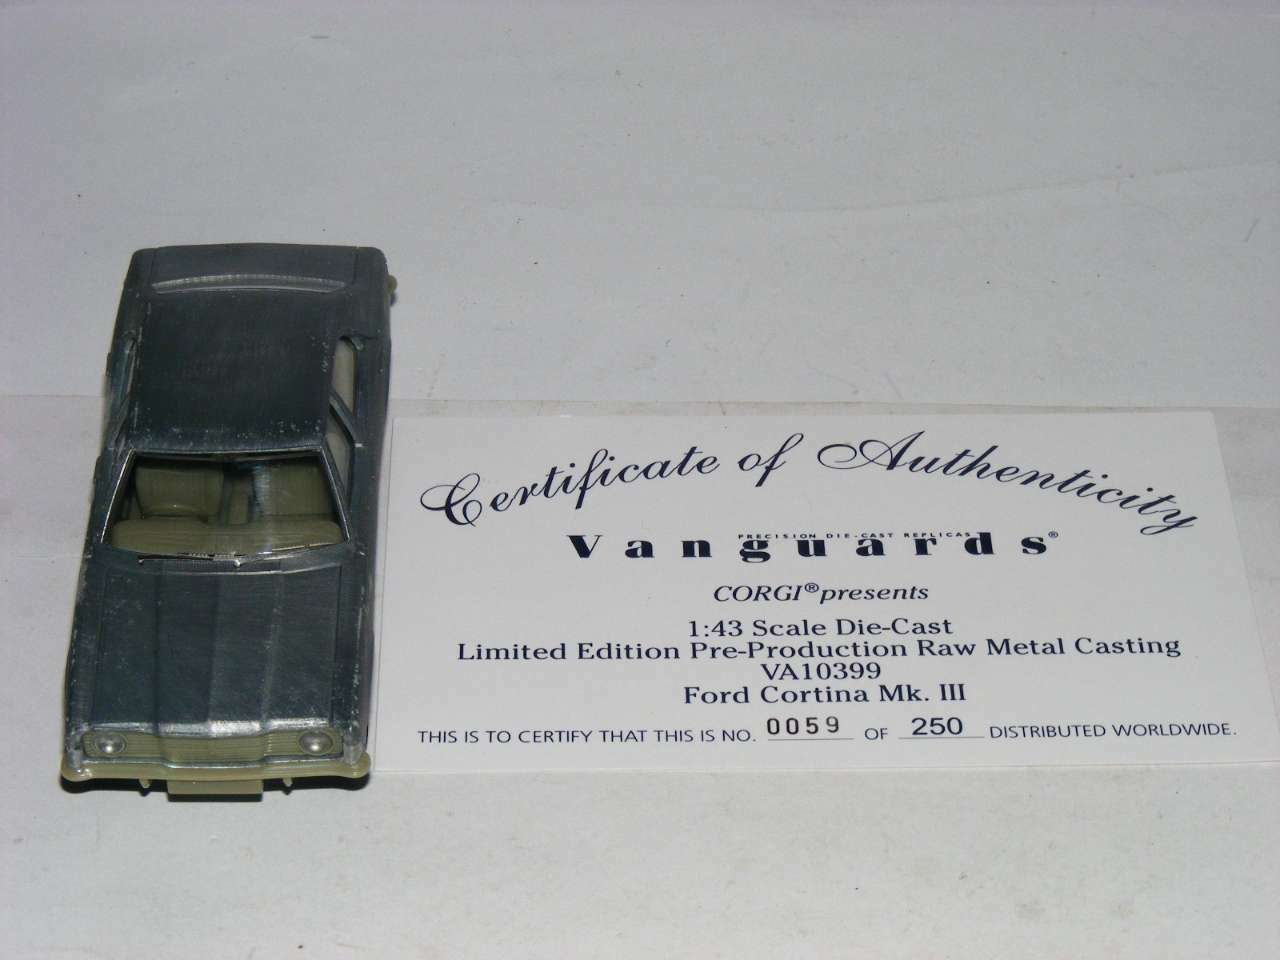 Certificate of Authenticity
PRECISION DIE-CAST REPLICAS
Vanguards®
CORGI® presents
1:43 Scale Die-Cast
Limited Edition Pre-Production Raw Metal Casting
VA10399
Ford Cortina Mk. III
THIS IS TO CERTIFY THAT THIS IS NO. 0059 OF 250 DISTRIBUTED WORLDWIDE.